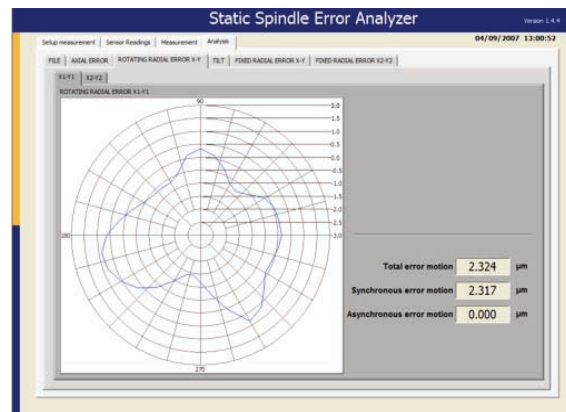 Static Spindle Error Analyzer
Version 1.4.4
Setup measurement Sensor Readings Measurement Analysis
04/09/2007 13:00:52
FILE AXIAL ERROR ROTATING RADIAL ERROR X-Y TILT FIXED RADIAL ERROR X-Y FIXED RADIAL ERROR X2-Y2
X1-Y1 X2-Y2
ROTATING RADIAL ERROR X1-Y1
90
2.0
1.5
1.0
0.5
0.0
-0.5
-1.0
-1.5
-2.0
-2.5
-3.0
180
270
Total error motion 2.324 µm
Synchronous error motion 2.317 µm
Asynchronous error motion 0.000 µm